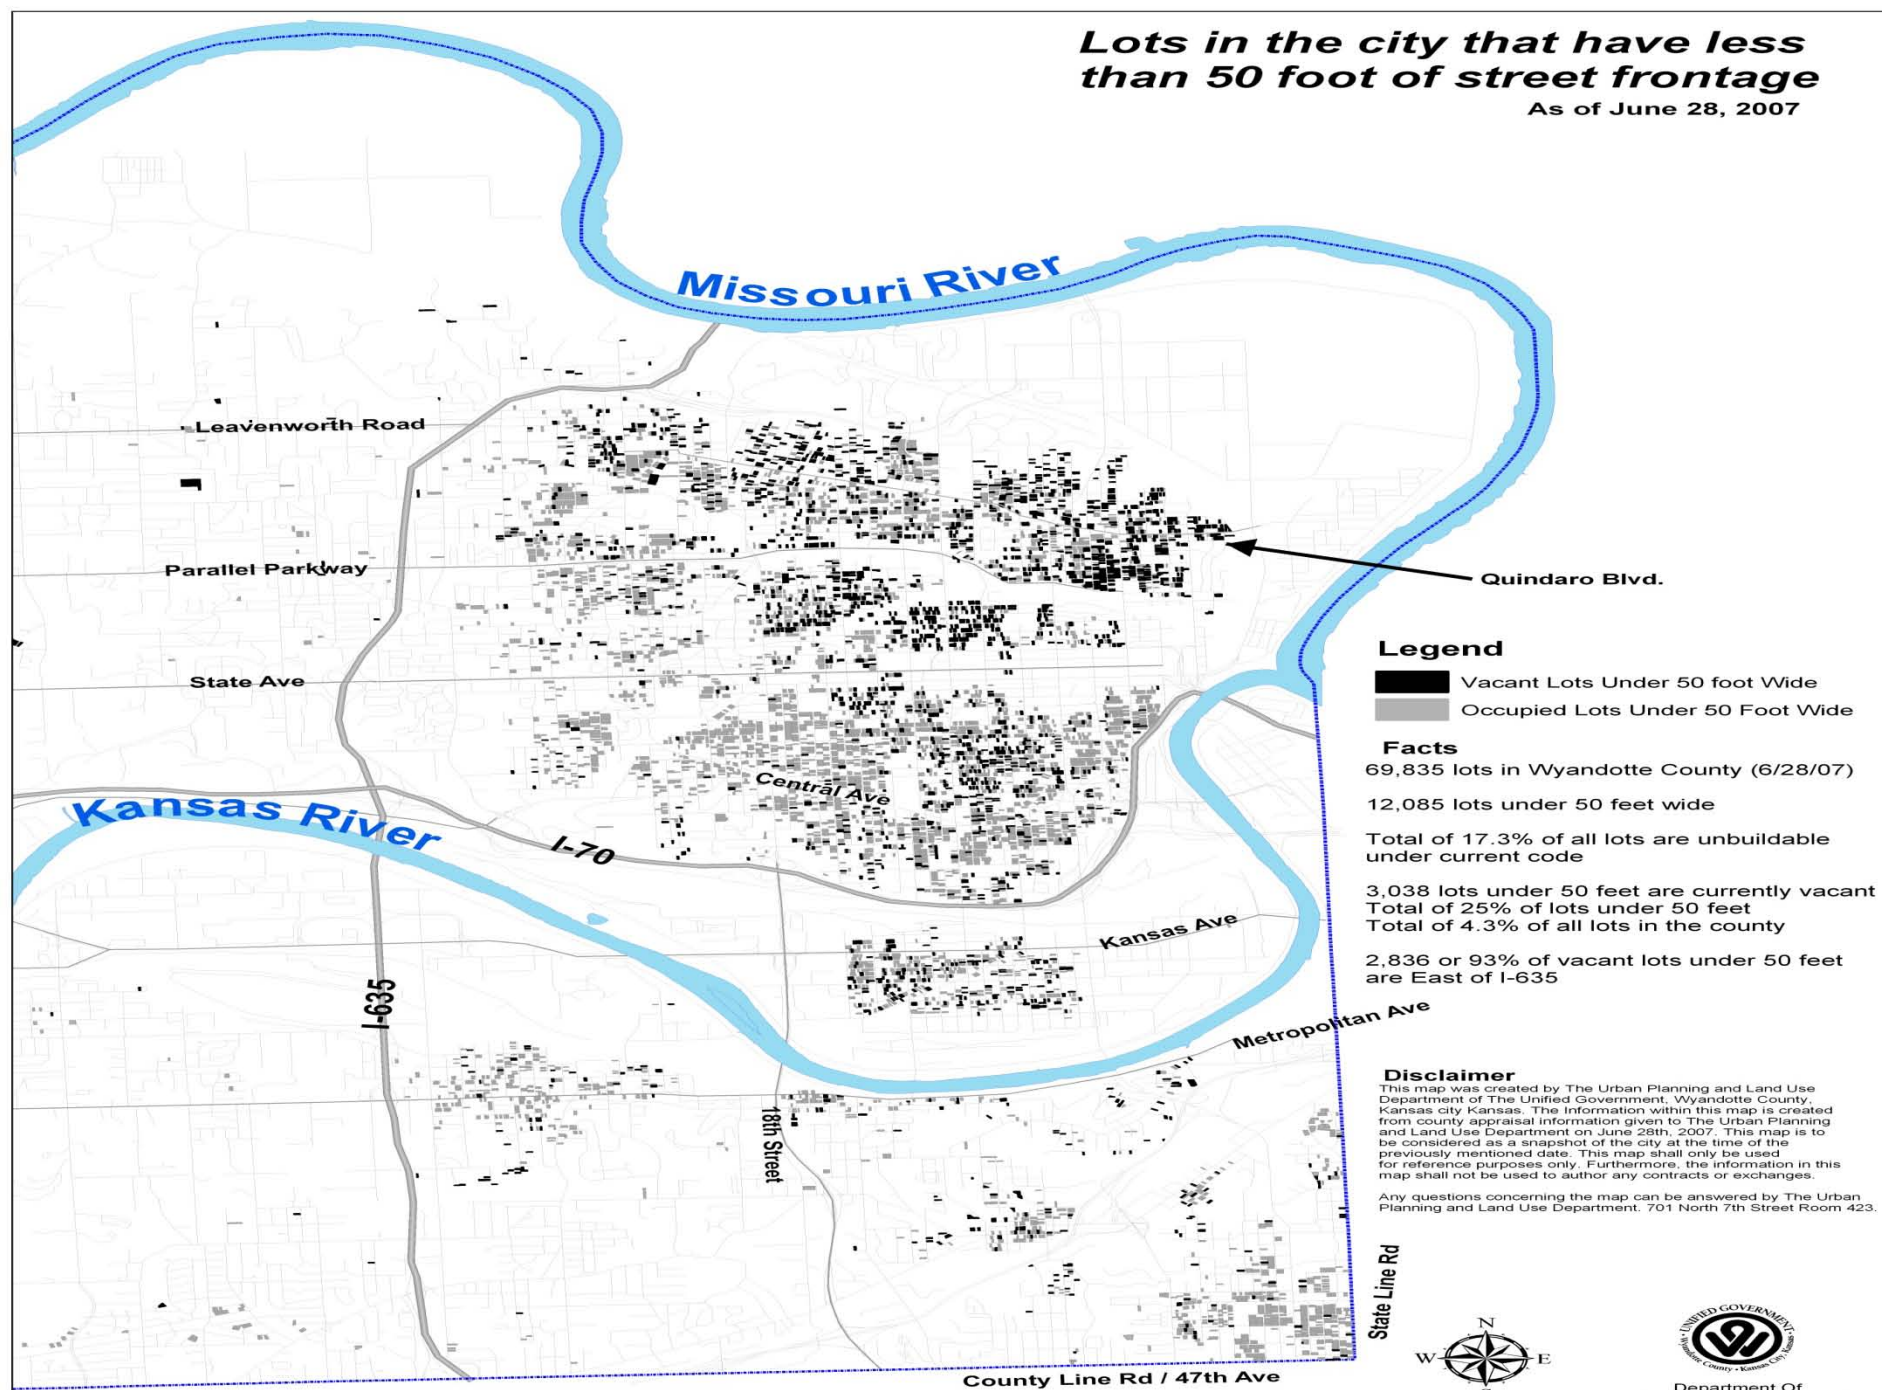 Lots in the city that have less
than 50 foot of street frontage
As of June 28, 2007
Missouri River
Leavenworth Road
Parallel Parkway
Quindaro Blvd.
State Ave
Central Ave
Kansas River
I-70
Kansas Ave
I-635
Metropolitan Ave
18th Street
State Line Rd
County Line Rd / 47th Ave
Legend
Vacant Lots Under 50 foot Wide
Occupied Lots Under 50 Foot Wide
Facts
69,835 lots in Wyandotte County (6/28/07)
12,085 lots under 50 feet wide
Total of 17.3% of all lots are unbuildable
under current code
3,038 lots under 50 feet are currently vacant
Total of 25% of lots under 50 feet
Total of 4.3% of all lots in the county
2,836 or 93% of vacant lots under 50 feet
are East of I-635
Disclaimer
This map was created by The Urban Planning and Land Use
Department of The Unified Government, Wyandotte County,
Kansas city Kansas. The Information within this map is created
from county appraisal information given to The Urban Planning
and Land Use Department on June 28th, 2007. This map is to
be considered as a snapshot of the city at the time of the
previously mentioned date. This map shall only be used
for reference purposes only. Furthermore, the information in this
map shall not be used to author any contracts or exchanges.
Any questions concerning the map can be answered by The Urban
Planning and Land Use Department. 701 North 7th Street Room 423.
N
W E
UNIFIED GOVERNMENT
Wyandotte County • Kansas City, Kansas
Department Of